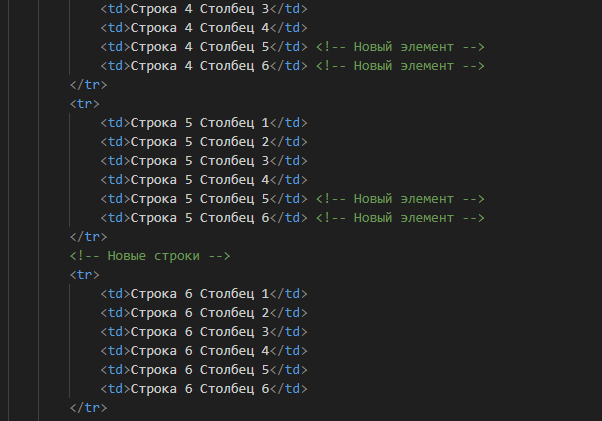 <td>Строка 4 Столбец 3</td>
<td>Строка 4 Столбец 4</td>
<td>Строка 4 Столбец 5</td> <!-- Новый элемент -->
<td>Строка 4 Столбец 6</td> <!-- Новый элемент -->
</tr>
<tr>
<td>Строка 5 Столбец 1</td>
<td>Строка 5 Столбец 2</td>
<td>Строка 5 Столбец 3</td>
<td>Строка 5 Столбец 4</td>
<td>Строка 5 Столбец 5</td> <!-- Новый элемент -->
<td>Строка 5 Столбец 6</td> <!-- Новый элемент -->
</tr>
<!-- Новые строки -->
<tr>
<td>Строка 6 Столбец 1</td>
<td>Строка 6 Столбец 2</td>
<td>Строка 6 Столбец 3</td>
<td>Строка 6 Столбец 4</td>
<td>Строка 6 Столбец 5</td>
<td>Строка 6 Столбец 6</td>
</tr>